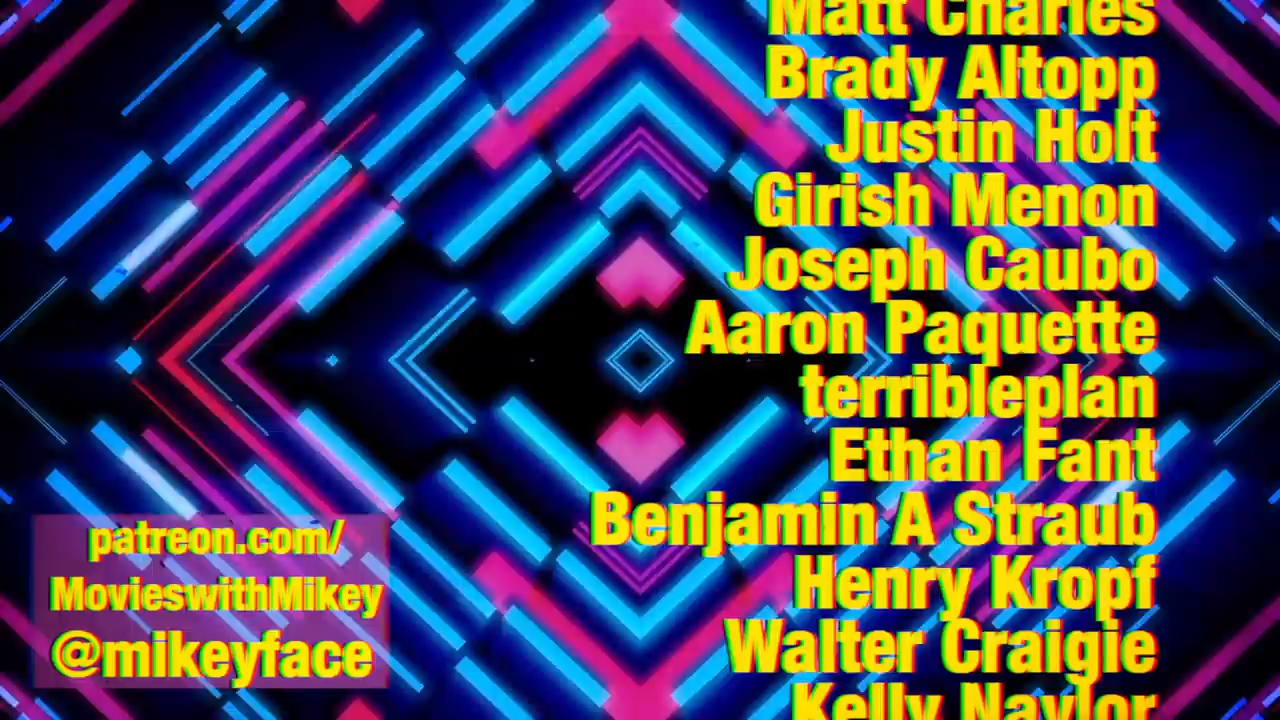 Matt Charles
Brady Altopp
Justin Holt
Girish Menon
Joseph Caubo
Aaron Paquette
terribleplan
Ethan Fant
Benjamin A Straub
Henry Kropf
Walter Craigie
Kelly Naylor
patreon.com/
MovieswithMikey
@mikeyface